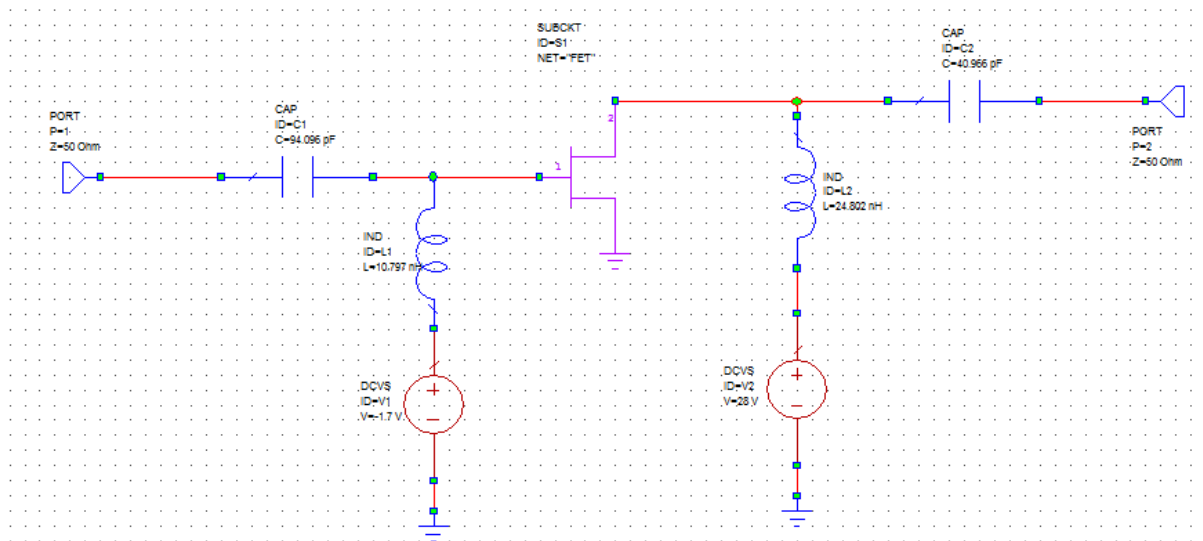 SUBCKT
ID=S1
NET="FET"
CAP
ID=C2
C=40.966 pF
PORT
P=1
Z=50 Ohm
CAP
ID=C1
C=94.096 pF
2
1
PORT
P=2
Z=50 Ohm
IND
ID=L2
L=24.802 nH
IND
ID=L1
L=10.797 nH
DCVS
ID=V1
V=-1.7 V
DCVS
ID=V2
V=28 V